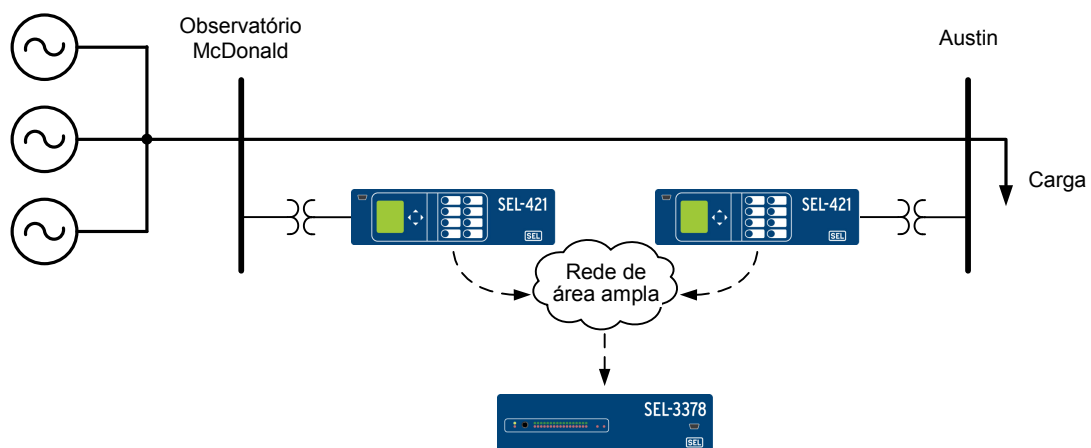 Observatório
McDonald
Austin
Carga
SEL-421
SEL
SEL-421
SEL
Rede de
área ampla
SEL-3378
SEL